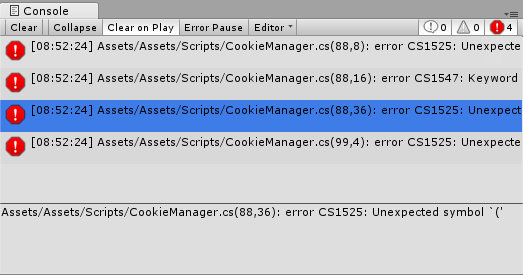 Console
Clear Collapse Clear on Play Error Pause Editor 0 0 4
[08:52:24] Assets/Assets/Scripts/CookieManager.cs(88,8): error CS1525: Unexpecte
[08:52:24] Assets/Assets/Scripts/CookieManager.cs(88,16): error CS1547: Keyword
[08:52:24] Assets/Assets/Scripts/CookieManager.cs(88,36): error CS1525: Unexpect
[08:52:24] Assets/Assets/Scripts/CookieManager.cs(99,4): error CS1525: Unexpecte
Assets/Assets/Scripts/CookieManager.cs(88,36): error CS1525: Unexpected symbol `('